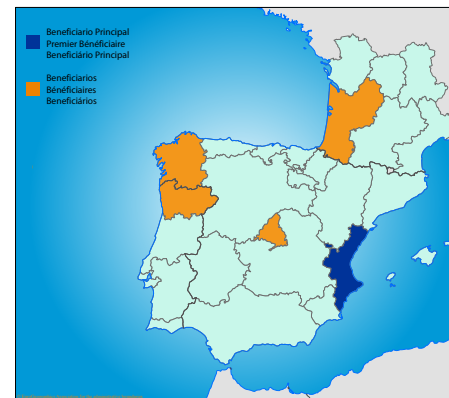 Beneficiario Principal
Premier Bénéficiaire
Beneficiário Principal
Beneficiarios
Bénéficiaires
Beneficiários